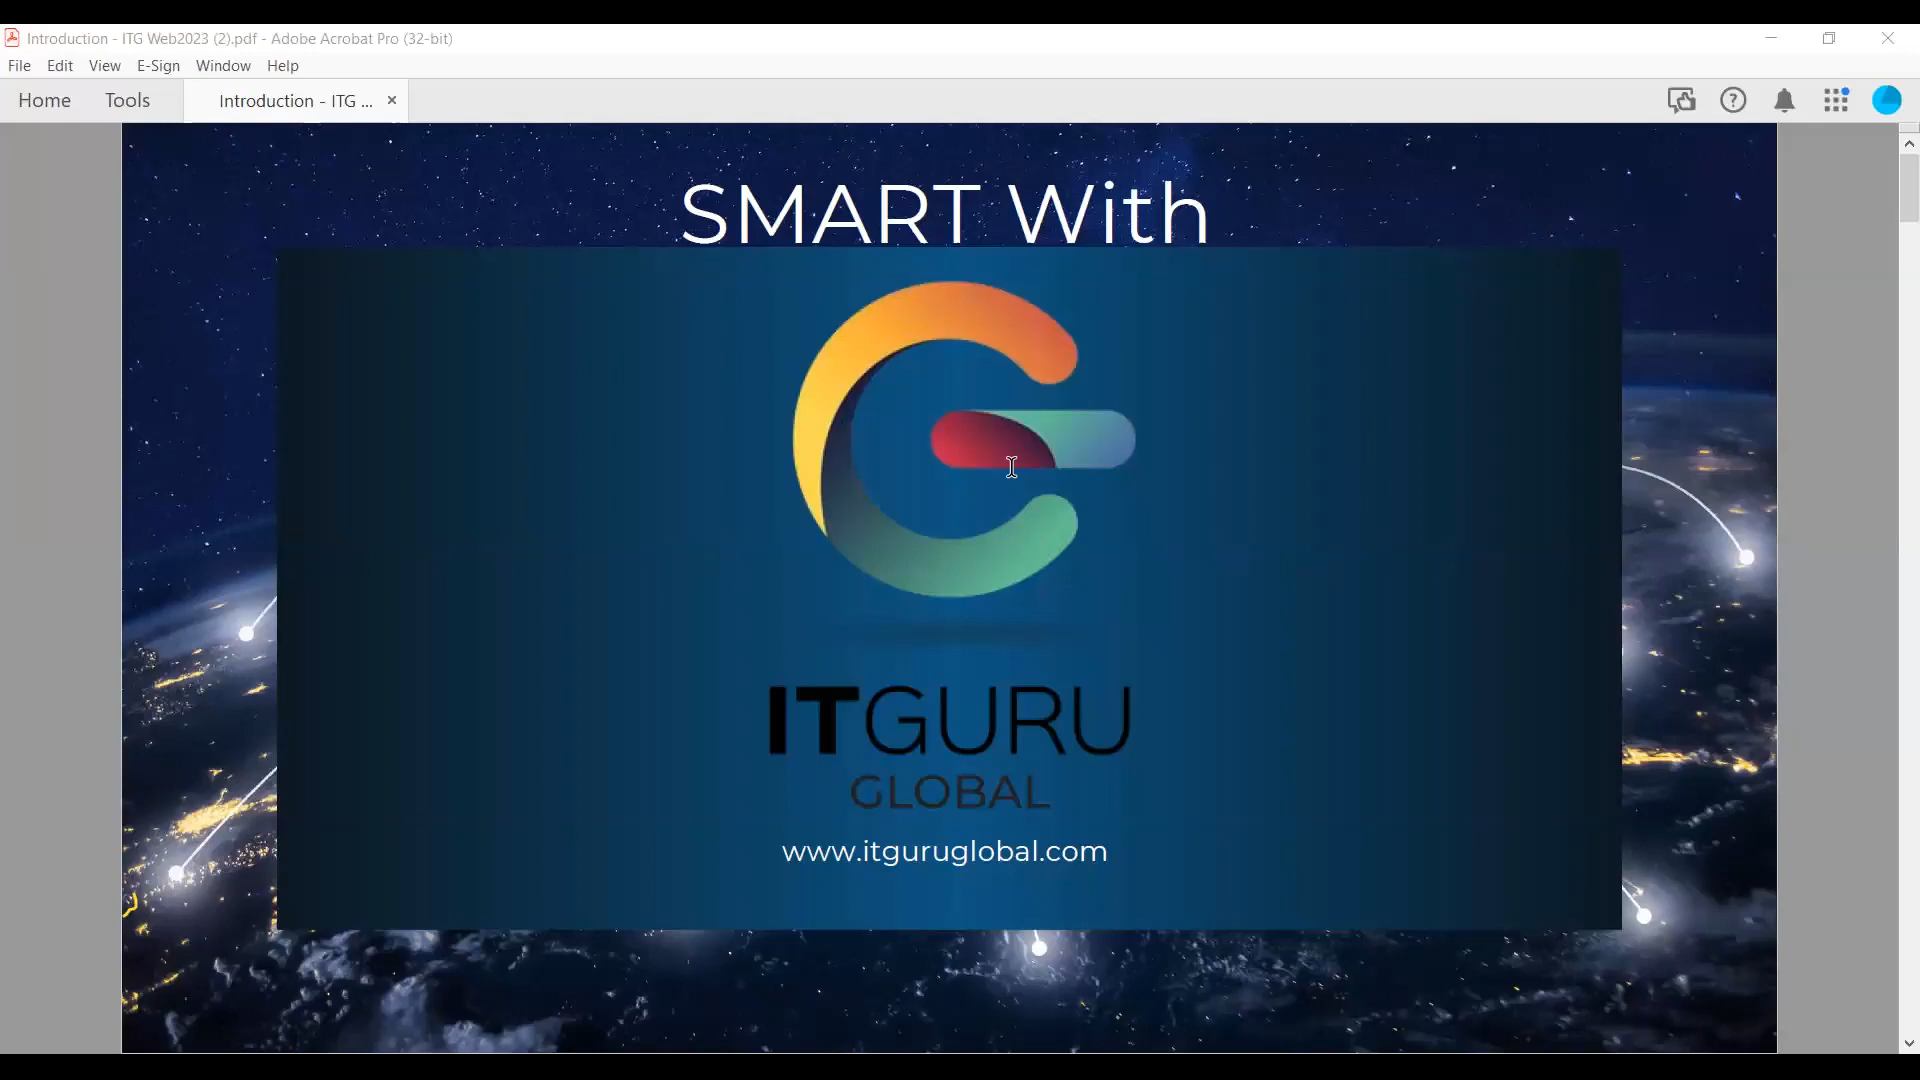 Introduction - ITG Web2023 (2).pdf - Adobe Acrobat Pro (32-bit)
File Edit View E-Sign Window Help
Home Tools Introduction - ITG ... ×
SMART With
ITGURU
GLOBAL
www.itguruglobal.com